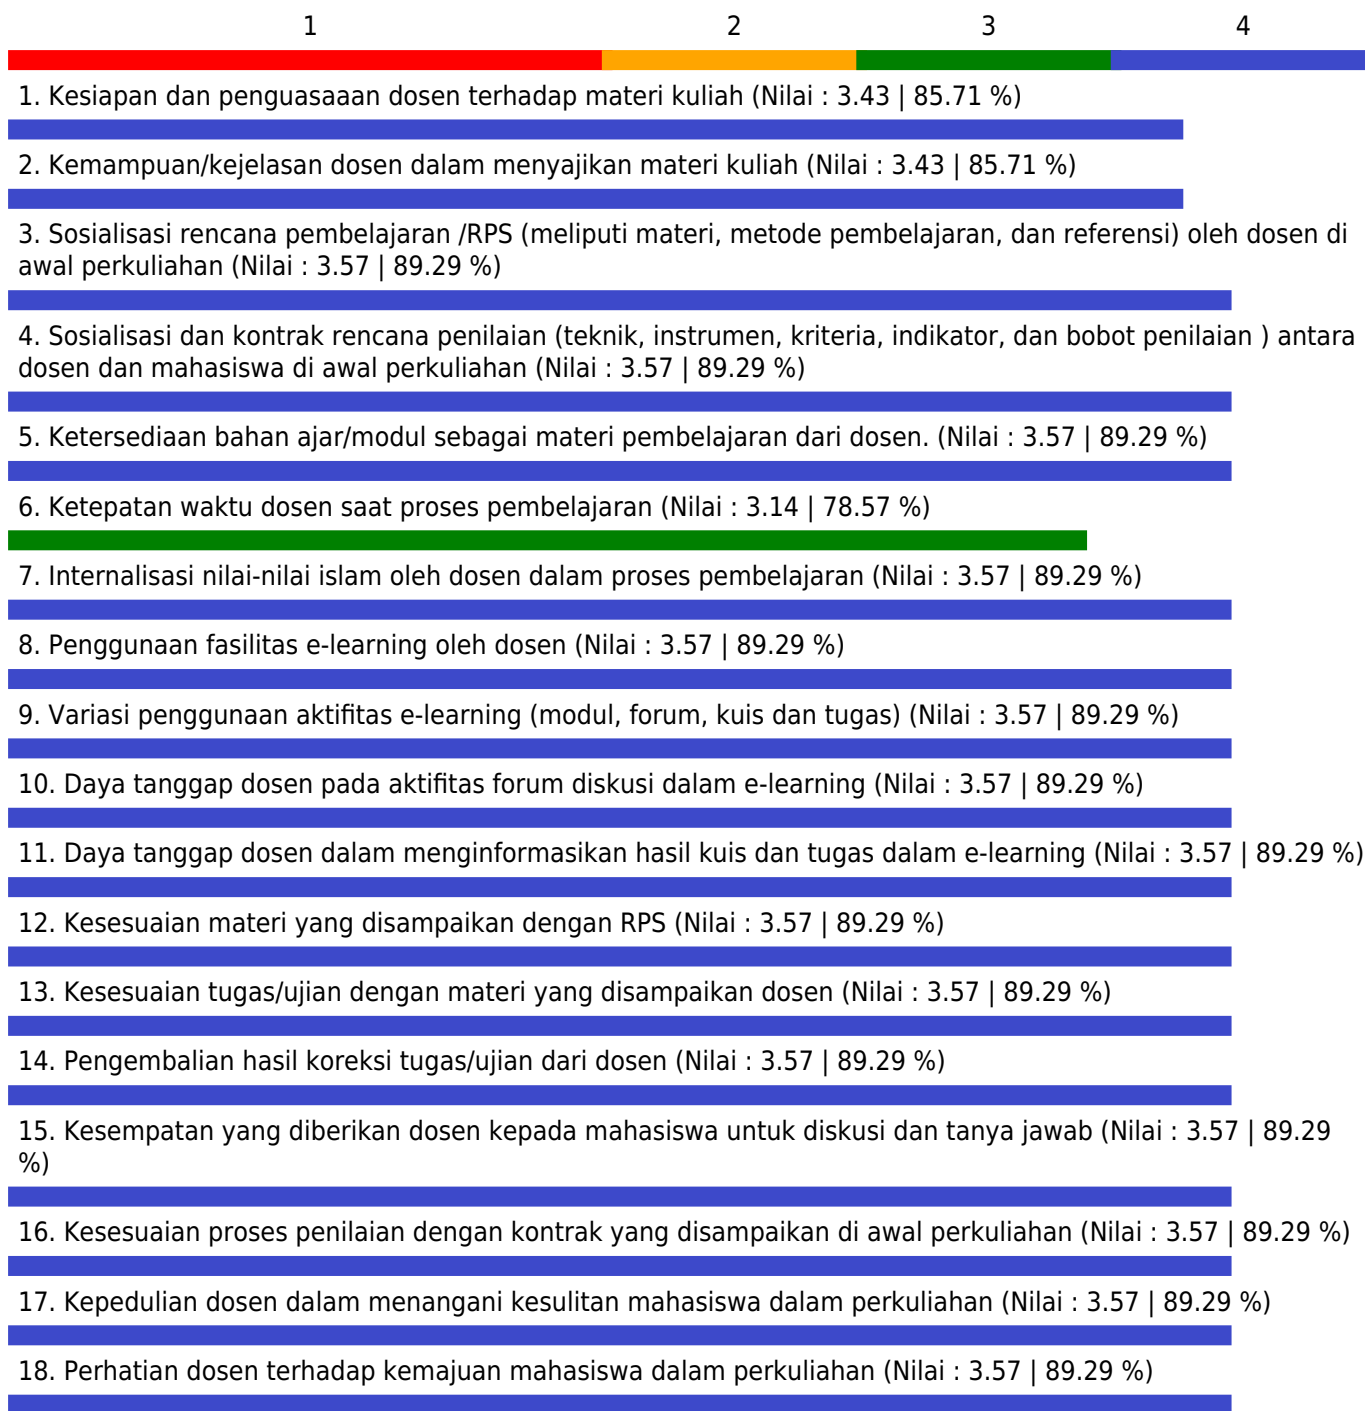 1 2 3 4
1. Kesiapan dan penguasaaan dosen terhadap materi kuliah (Nilai : 3.43 | 85.71 %)
2. Kemampuan/kejelasan dosen dalam menyajikan materi kuliah (Nilai : 3.43 | 85.71 %)
3. Sosialisasi rencana pembelajaran /RPS (meliputi materi, metode pembelajaran, dan referensi) oleh dosen di
awal perkuliahan (Nilai : 3.57 | 89.29 %)
4. Sosialisasi dan kontrak rencana penilaian (teknik, instrumen, kriteria, indikator, dan bobot penilaian ) antara
dosen dan mahasiswa di awal perkuliahan (Nilai : 3.57 | 89.29 %)
5. Ketersediaan bahan ajar/modul sebagai materi pembelajaran dari dosen. (Nilai : 3.57 | 89.29 %)
6. Ketepatan waktu dosen saat proses pembelajaran (Nilai : 3.14 | 78.57 %)
7. Internalisasi nilai-nilai islam oleh dosen dalam proses pembelajaran (Nilai : 3.57 | 89.29 %)
8. Penggunaan fasilitas e-learning oleh dosen (Nilai : 3.57 | 89.29 %)
9. Variasi penggunaan aktifitas e-learning (modul, forum, kuis dan tugas) (Nilai : 3.57 | 89.29 %)
10. Daya tanggap dosen pada aktifitas forum diskusi dalam e-learning (Nilai : 3.57 | 89.29 %)
11. Daya tanggap dosen dalam menginformasikan hasil kuis dan tugas dalam e-learning (Nilai : 3.57 | 89.29 %)
12. Kesesuaian materi yang disampaikan dengan RPS (Nilai : 3.57 | 89.29 %)
13. Kesesuaian tugas/ujian dengan materi yang disampaikan dosen (Nilai : 3.57 | 89.29 %)
14. Pengembalian hasil koreksi tugas/ujian dari dosen (Nilai : 3.57 | 89.29 %)
15. Kesempatan yang diberikan dosen kepada mahasiswa untuk diskusi dan tanya jawab (Nilai : 3.57 | 89.29
%)
16. Kesesuaian proses penilaian dengan kontrak yang disampaikan di awal perkuliahan (Nilai : 3.57 | 89.29 %)
17. Kepedulian dosen dalam menangani kesulitan mahasiswa dalam perkuliahan (Nilai : 3.57 | 89.29 %)
18. Perhatian dosen terhadap kemajuan mahasiswa dalam perkuliahan (Nilai : 3.57 | 89.29 %)